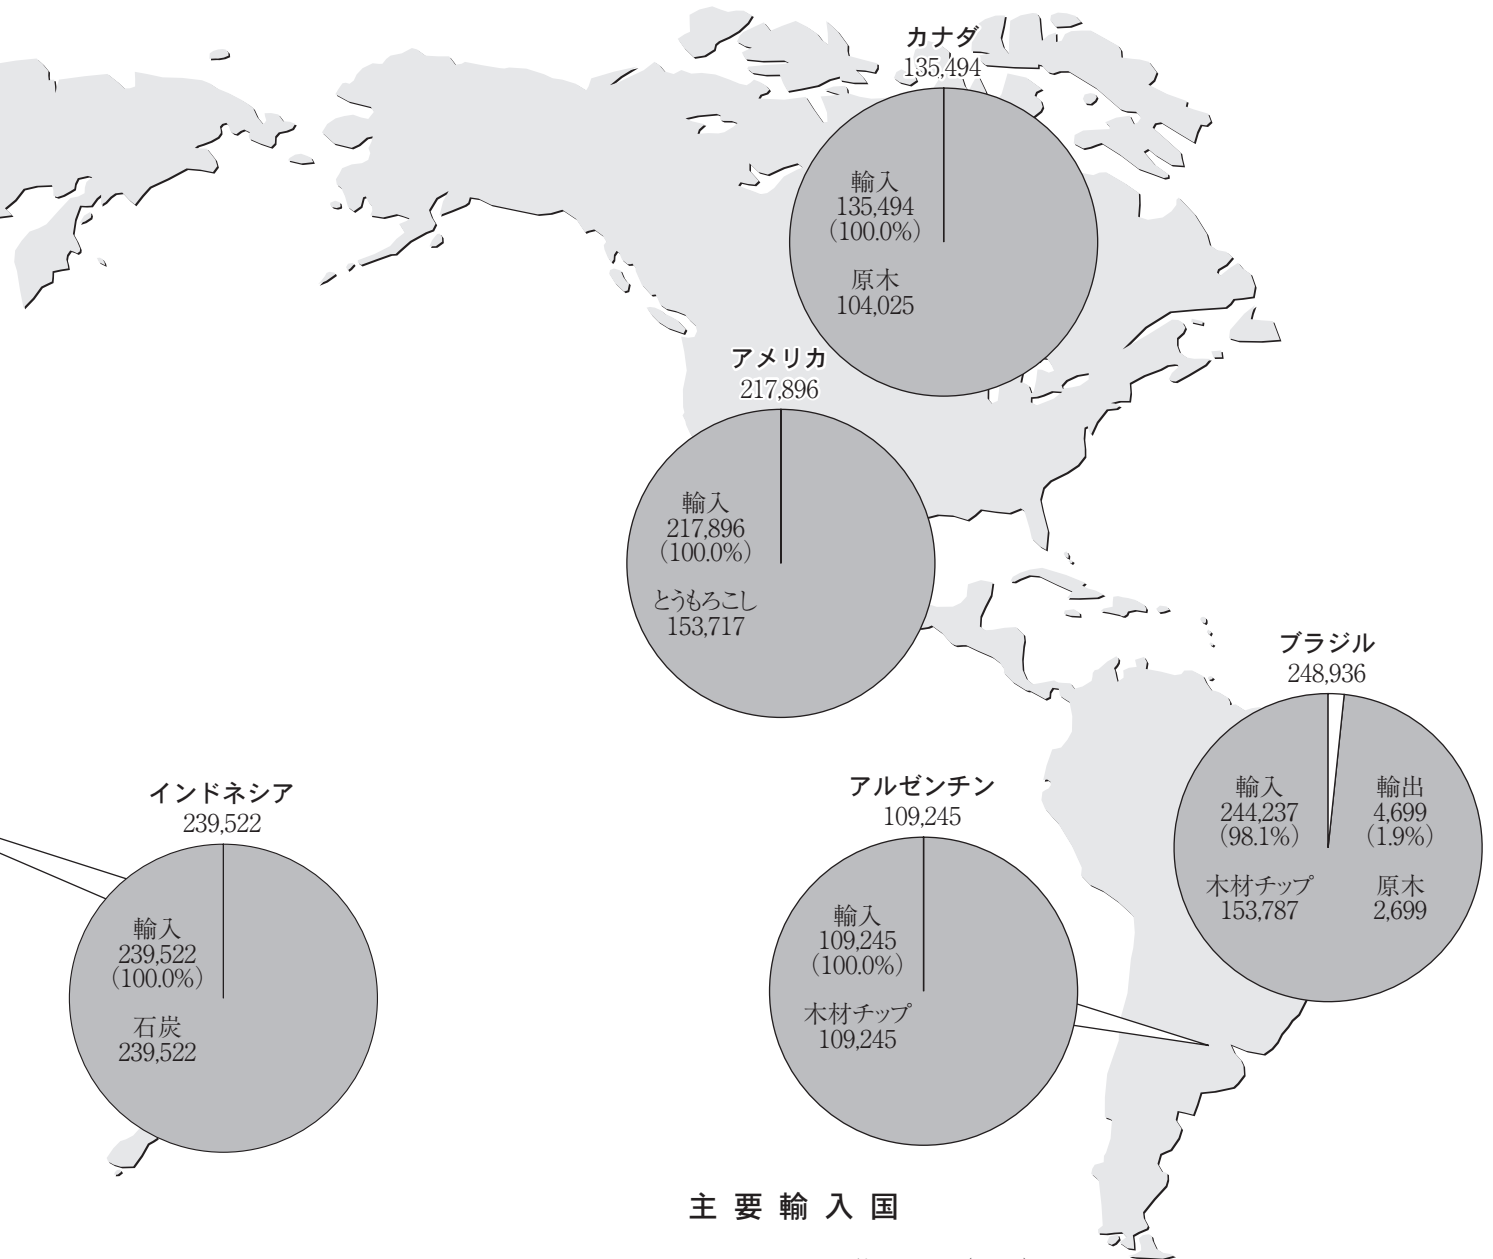 カナダ
135,494
輸入
135,494
(100.0%)
原木
104,025
アメリカ
217,896
輸入
217,896
(100.0%)
とうもろこし
153,717
ブラジル
248,936
輸入
244,237
(98.1%)
木材チップ
153,787
輸出
4,699
(1.9%)
原木
2,699
インドネシア
239,522
輸入
239,522
(100.0%)
石炭
239,522
アルゼンチン
109,245
輸入
109,245
(100.0%)
木材チップ
109,245
主要輸入国